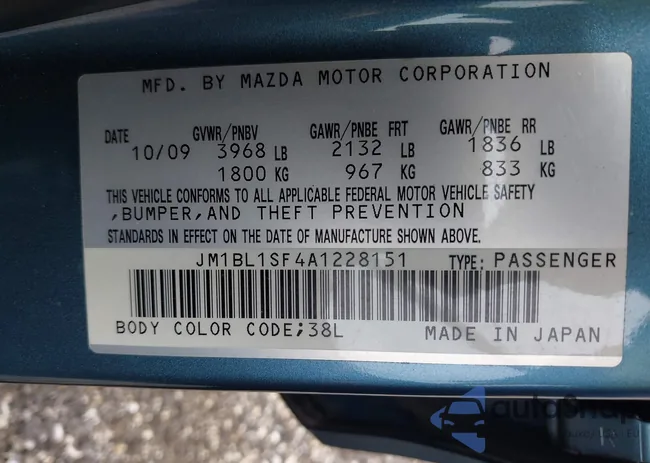 MFD. BY MAZDA MOTOR CORPORATION
DATE GVWR/PNBV GAWR/PNBE FRT GAWR/PNBE RR
10/09 3968 LB 2132 LB 1836 LB
1800 KG 967 KG 833 KG
THIS VEHICLE CONFORMS TO ALL APPLICABLE FEDERAL MOTOR VEHICLE SAFETY
,BUMPER,AND THEFT PREVENTION
STANDARDS IN EFFECT ON THE DATE OF MANUFACTURE SHOWN ABOVE.
JM1BL1SF4A1228151 TYPE: PASSENGER
BODY COLOR CODE;38L MADE IN JAPAN